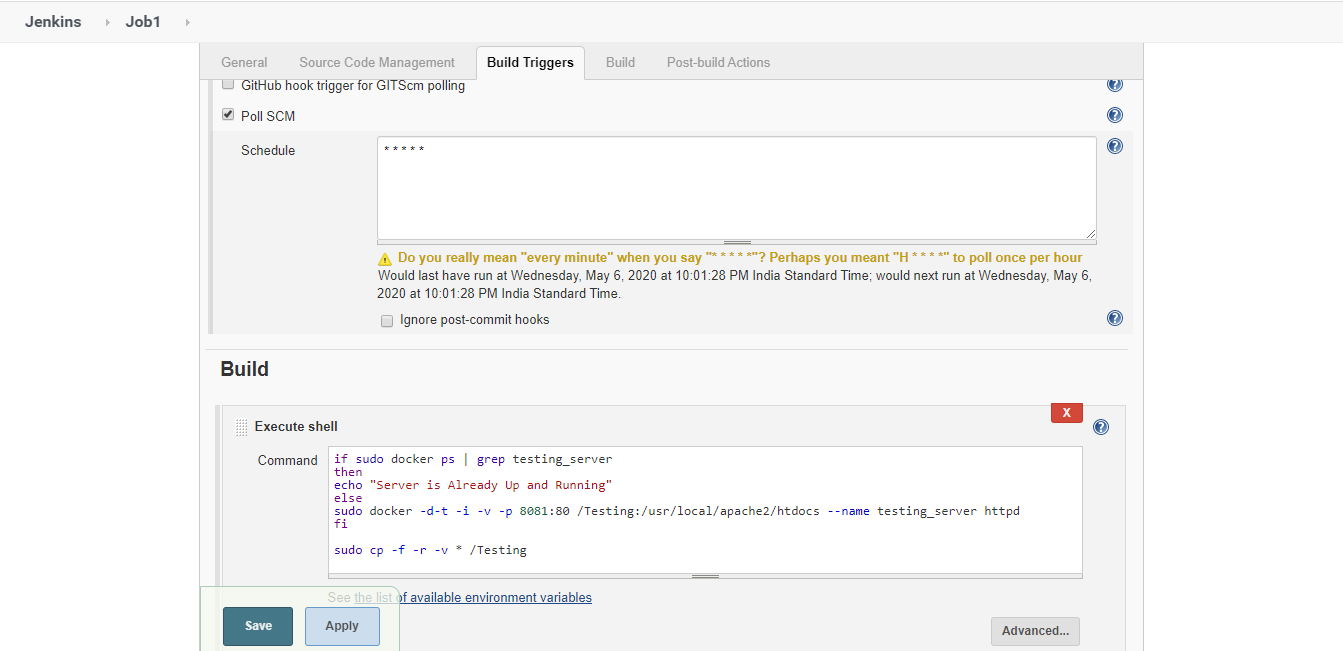 Jenkins Job1
General Source Code Management Build Triggers Build Post-build Actions
GitHub hook trigger for GITScm polling
Poll SCM
Schedule
* * * * *
Do you really mean "every minute" when you say "* * * * *"? Perhaps you meant "H * * * *" to poll once per hour
Would last have run at Wednesday, May 6, 2020 at 10:01:28 PM India Standard Time; would next run at Wednesday, May 6,
2020 at 10:01:28 PM India Standard Time.
Ignore post-commit hooks
Build
X
Execute shell
Command
if sudo docker ps | grep testing_server
then
echo "Server is Already Up and Running"
else
sudo docker -d-t -i -v -p 8081:80 /Testing:/usr/local/apache2/htdocs --name testing_server httpd
fi
sudo cp -f -r -v * /Testing
See the list of available environment variables
Save Apply
Advanced...